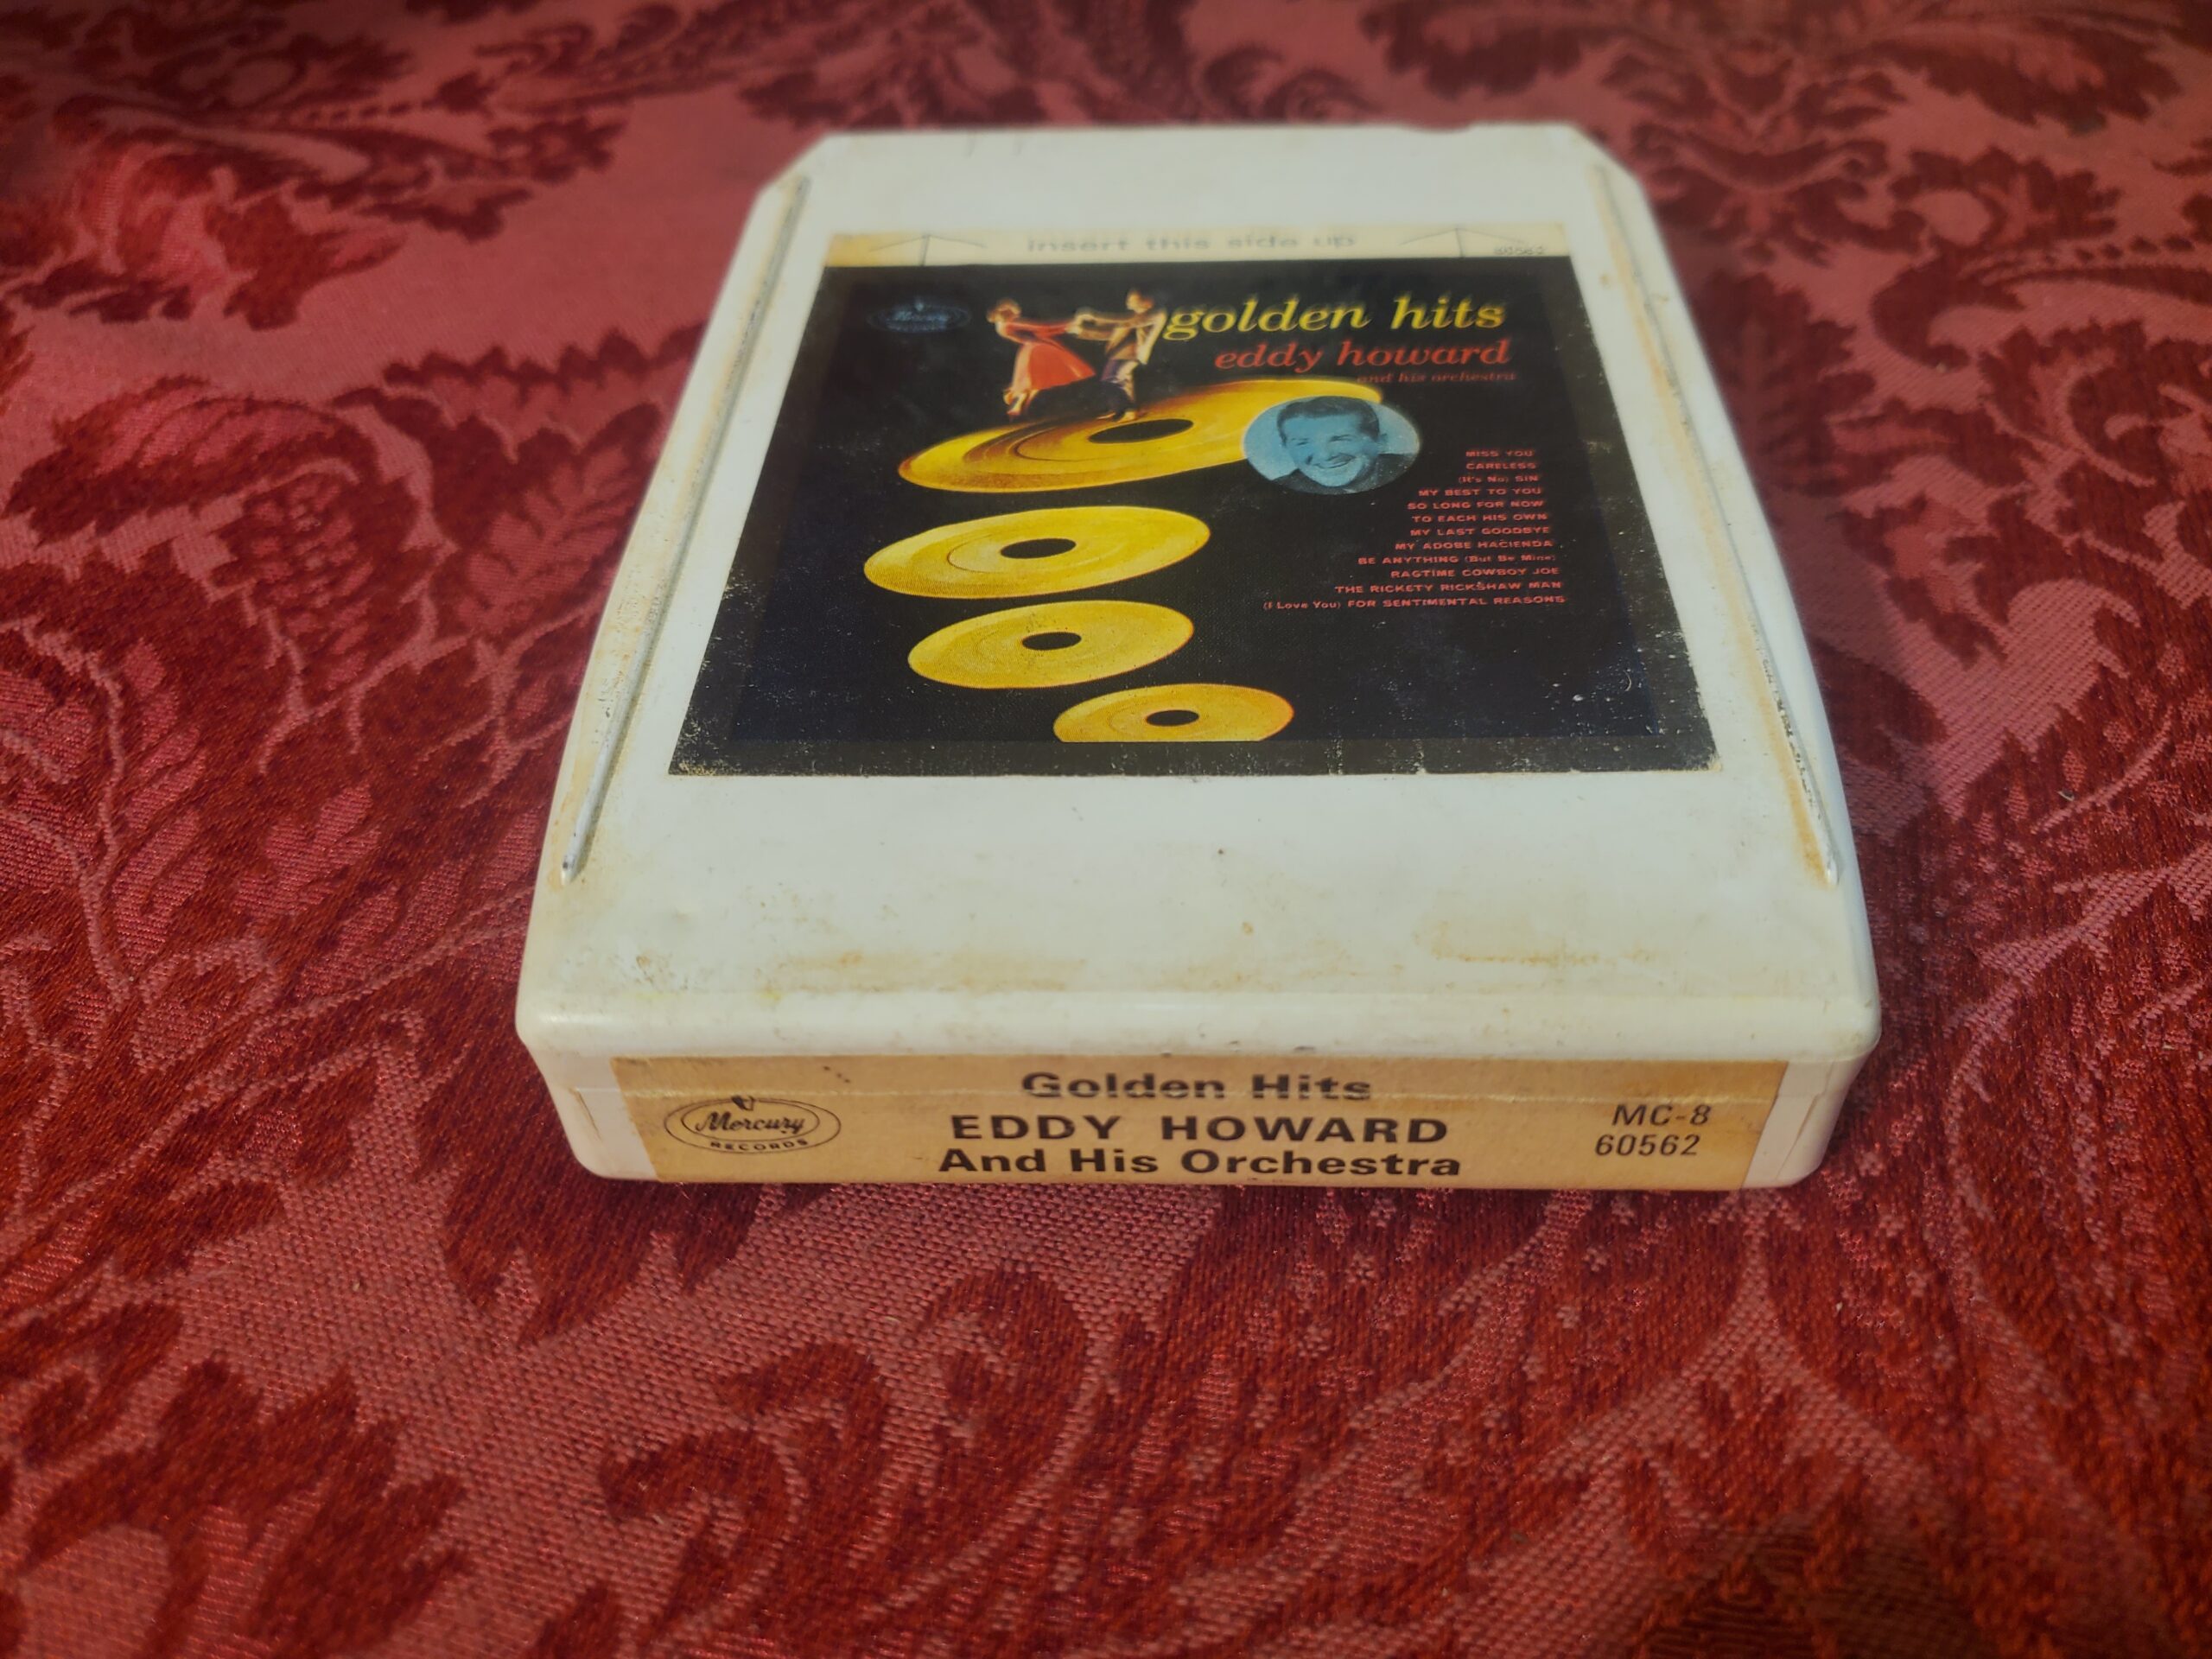 insert this side up
60562
Mercury
golden hits
eddy howard
and his orchestra
MISS YOU
CARELESS
(It's No) SIN
MY BEST TO YOU
SO LONG FOR NOW
TO EACH HIS OWN
MY LAST GOODBYE
MY ADOBE HACIENDA
BE ANYTHING (But Be Mine)
RAGTIME COWBOY JOE
THE RICKETY RICKSHAW MAN
(I Love You) FOR SENTIMENTAL REASONS
Mercury
RECORDS
Golden Hits
EDDY HOWARD
And His Orchestra
MC-8
60562